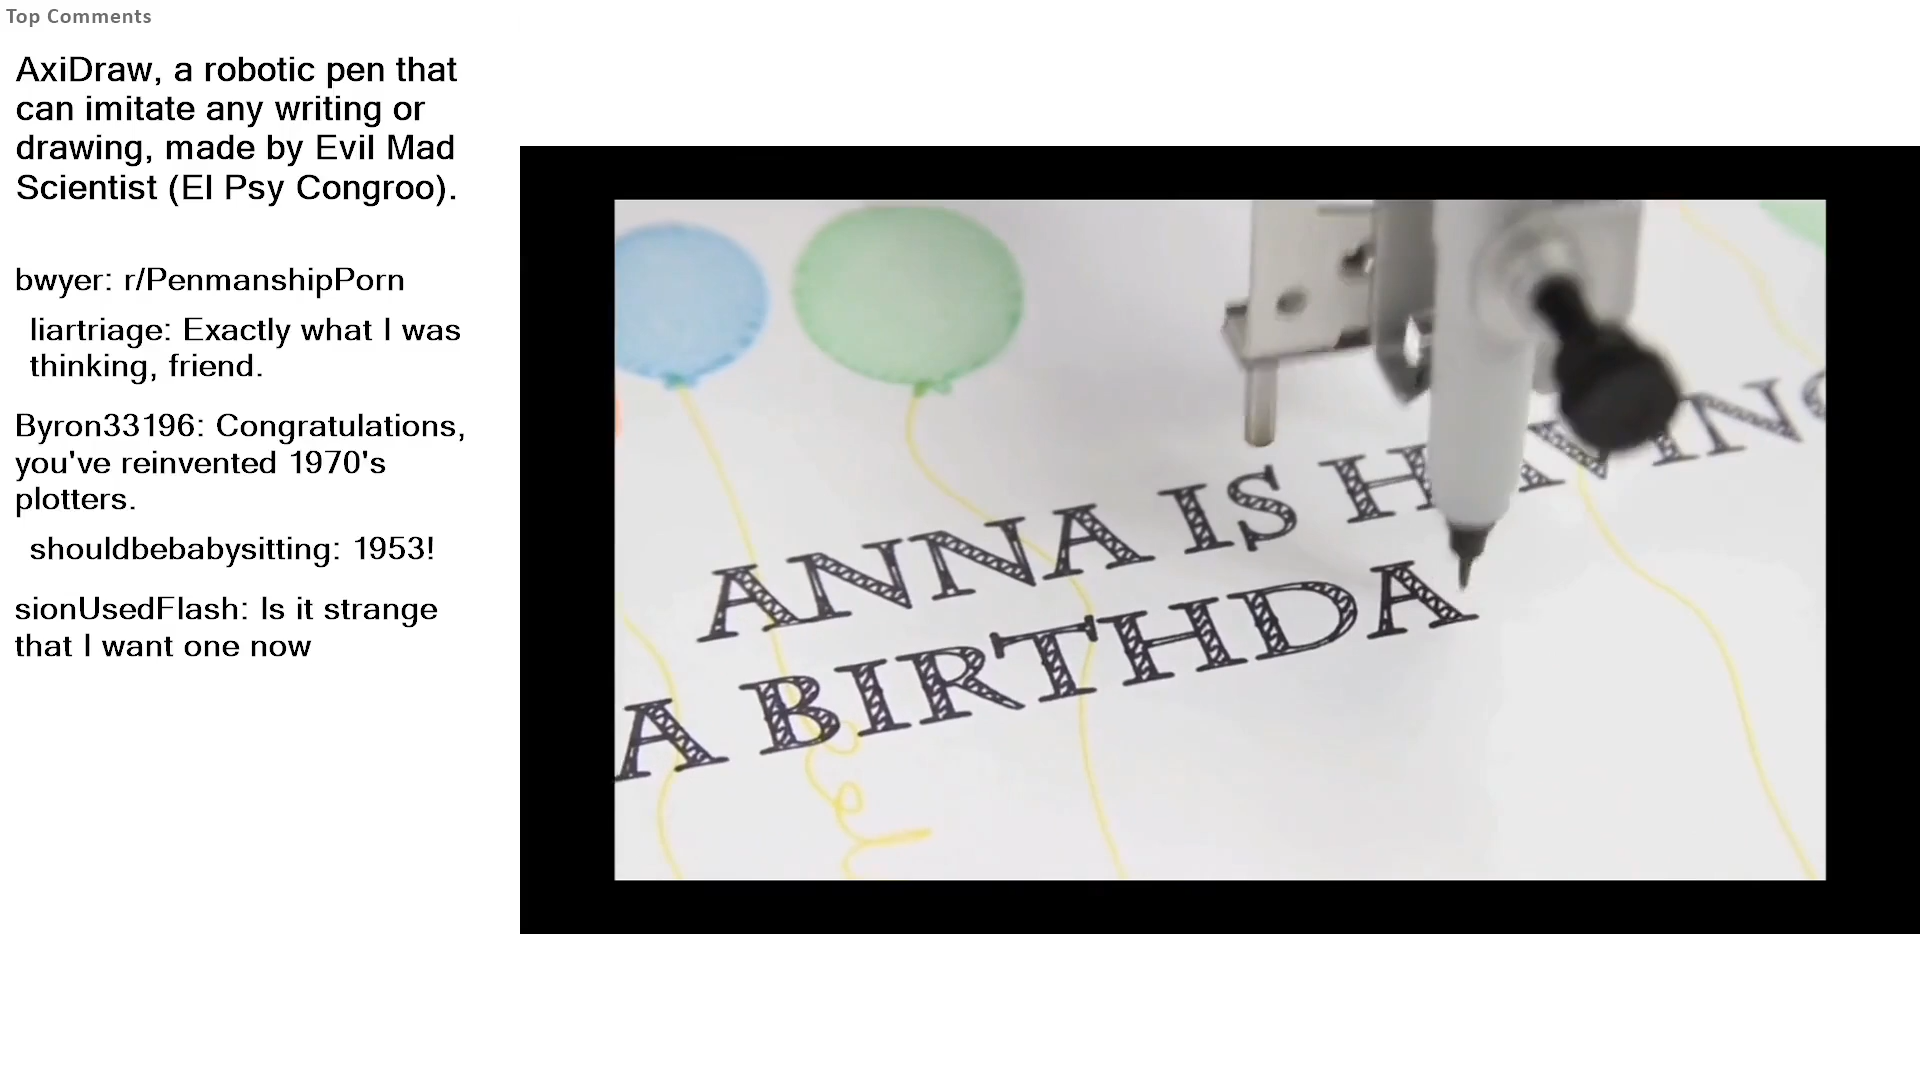 Top Comments
AxiDraw, a robotic pen that
can imitate any writing or
drawing, made by Evil Mad
Scientist (El Psy Congroo).
bwyer: r/PenmanshipPorn
liartriage: Exactly what I was
thinking, friend.
Byron33196: Congratulations,
you've reinvented 1970's
plotters.
shouldbebabysitting: 1953!
sionUsedFlash: Is it strange
that I want one now
ANNA IS HAVING
A BIRTHDA